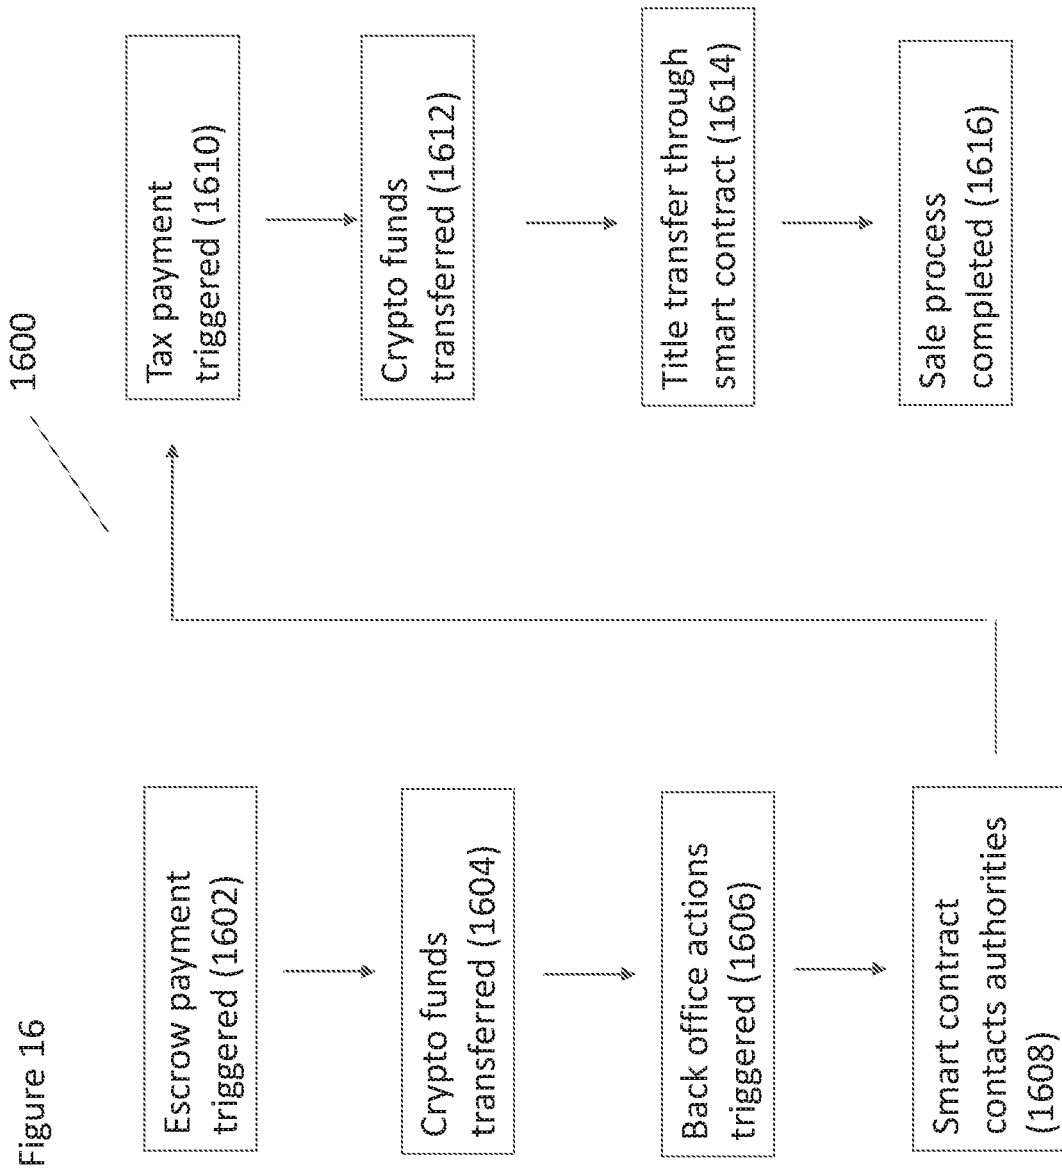 Figure 16
1600
Escrow payment
triggered (1602)
Crypto funds
transferred (1604)
Back office actions
triggered (1606)
Smart contract
contacts authorities
(1608)
Tax payment
triggered (1610)
Crypto funds
transferred (1612)
Title transfer through
smart contract (1614)
Sale process
completed (1616)